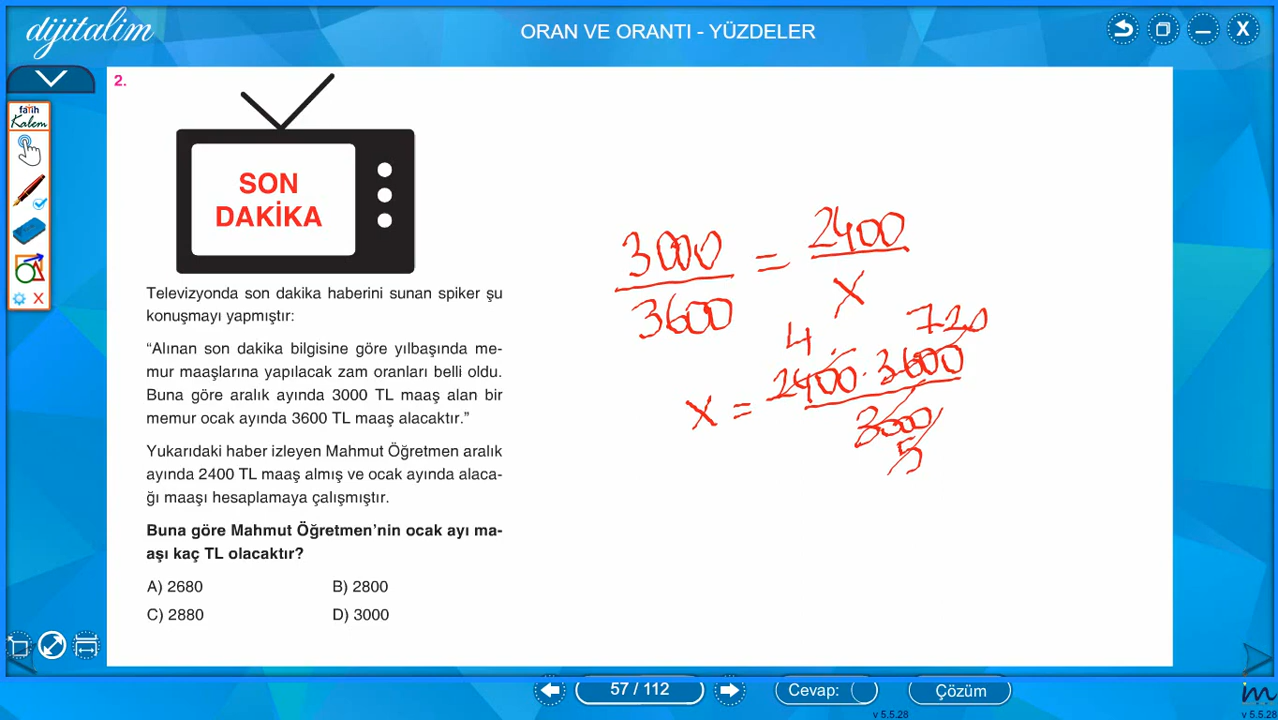 dijitalim
ORAN VE ORANTI - YÜZDELER
X
fatih
Kalem
X
2.
SON
DAKİKA
Televizyonda son dakika haberini sunan spiker şu
konuşmayı yapmıştır:
“Alınan son dakika bilgisine göre yılbaşında me-
mur maaşlarına yapılacak zam oranları belli oldu.
Buna göre aralık ayında 3000 TL maaş alan bir
memur ocak ayında 3600 TL maaş alacaktır.”
Yukarıdaki haber izleyen Mahmut Öğretmen aralık
ayında 2400 TL maaş almış ve ocak ayında alaca-
ğı maaşı hesaplamaya çalışmıştır.
Buna göre Mahmut Öğretmen’nin ocak ayı ma-
aşı kaç TL olacaktır?
A) 2680 B) 2800
C) 2880 D) 3000
3000 = 2400
3600 x
4 720
x = 2400 . 3600
3000
5
57 / 112
Cevap:
Çözüm
im
v 5.5.28
v 5.5.28